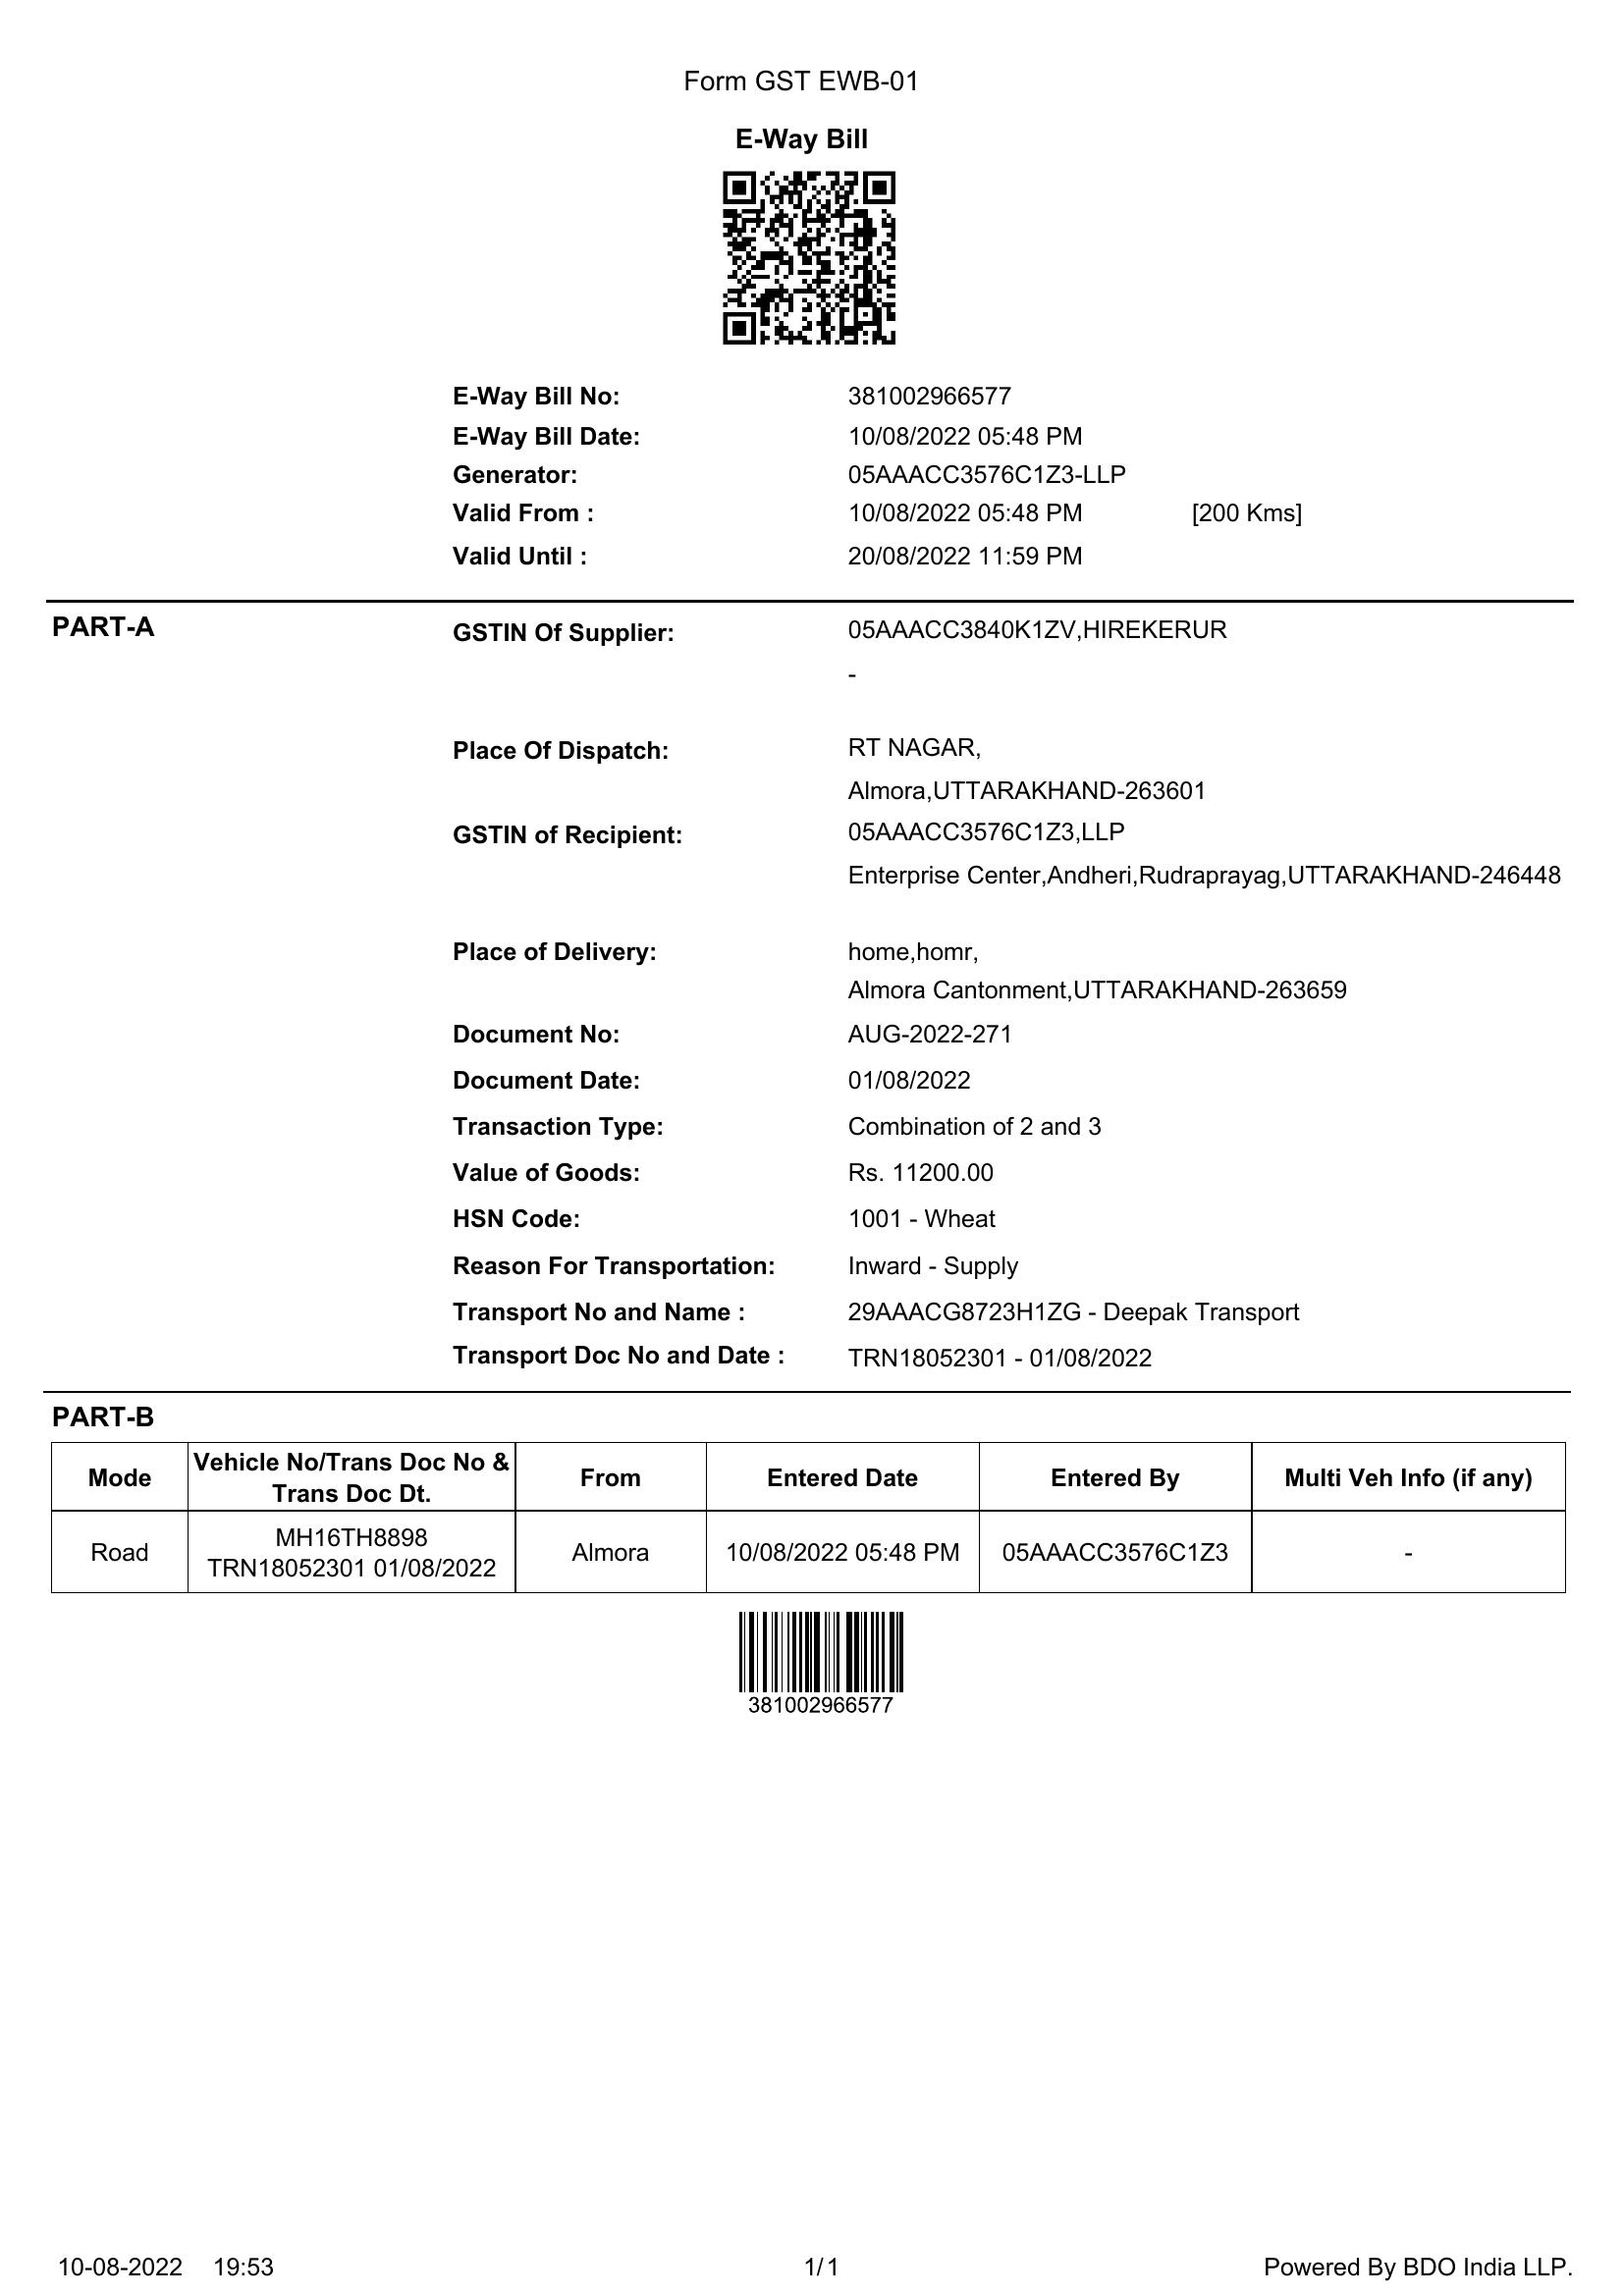 Form GST EWB-01
E-Way Bill
E-Way Bill No: 381002966577
E-Way Bill Date: 10/08/2022 05:48 PM
Generator: 05AAACC3576C1Z3-LLP
Valid From : 10/08/2022 05:48 PM [200 Kms]
Valid Until : 20/08/2022 11:59 PM
PART-A
GSTIN Of Supplier: 05AAACC3840K1ZV,HIREKERUR
-
Place Of Dispatch: RT NAGAR,
Almora,UTTARAKHAND-263601
GSTIN of Recipient: 05AAACC3576C1Z3,LLP
Enterprise Center,Andheri,Rudraprayag,UTTARAKHAND-246448
Place of Delivery: home,homr,
Almora Cantonment,UTTARAKHAND-263659
Document No: AUG-2022-271
Document Date: 01/08/2022
Transaction Type: Combination of 2 and 3
Value of Goods: Rs. 11200.00
HSN Code: 1001 - Wheat
Reason For Transportation: Inward - Supply
Transport No and Name : 29AAACG8723H1ZG - Deepak Transport
Transport Doc No and Date : TRN18052301 - 01/08/2022
PART-B
Mode Vehicle No/Trans Doc No & Trans Doc Dt. From Entered Date Entered By Multi Veh Info (if any)
Road MH16TH8898 TRN18052301 01/08/2022 Almora 10/08/2022 05:48 PM 05AAACC3576C1Z3 -
381002966577
10-08-2022 19:53 1/1 Powered By BDO India LLP.